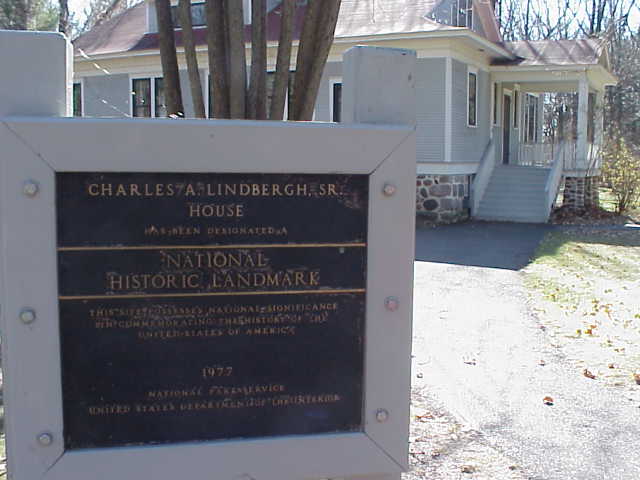 CHARLES A. LINDBERGH, SR.
HOUSE
HAS BEEN DESIGNATED A
NATIONAL
HISTORIC LANDMARK
THIS SITE POSSESSES NATIONAL SIGNIFICANCE
IN COMMEMORATING THE HISTORY OF THE
UNITED STATES OF AMERICA
1977
NATIONAL PARK SERVICE
UNITED STATES DEPARTMENT OF THE INTERIOR